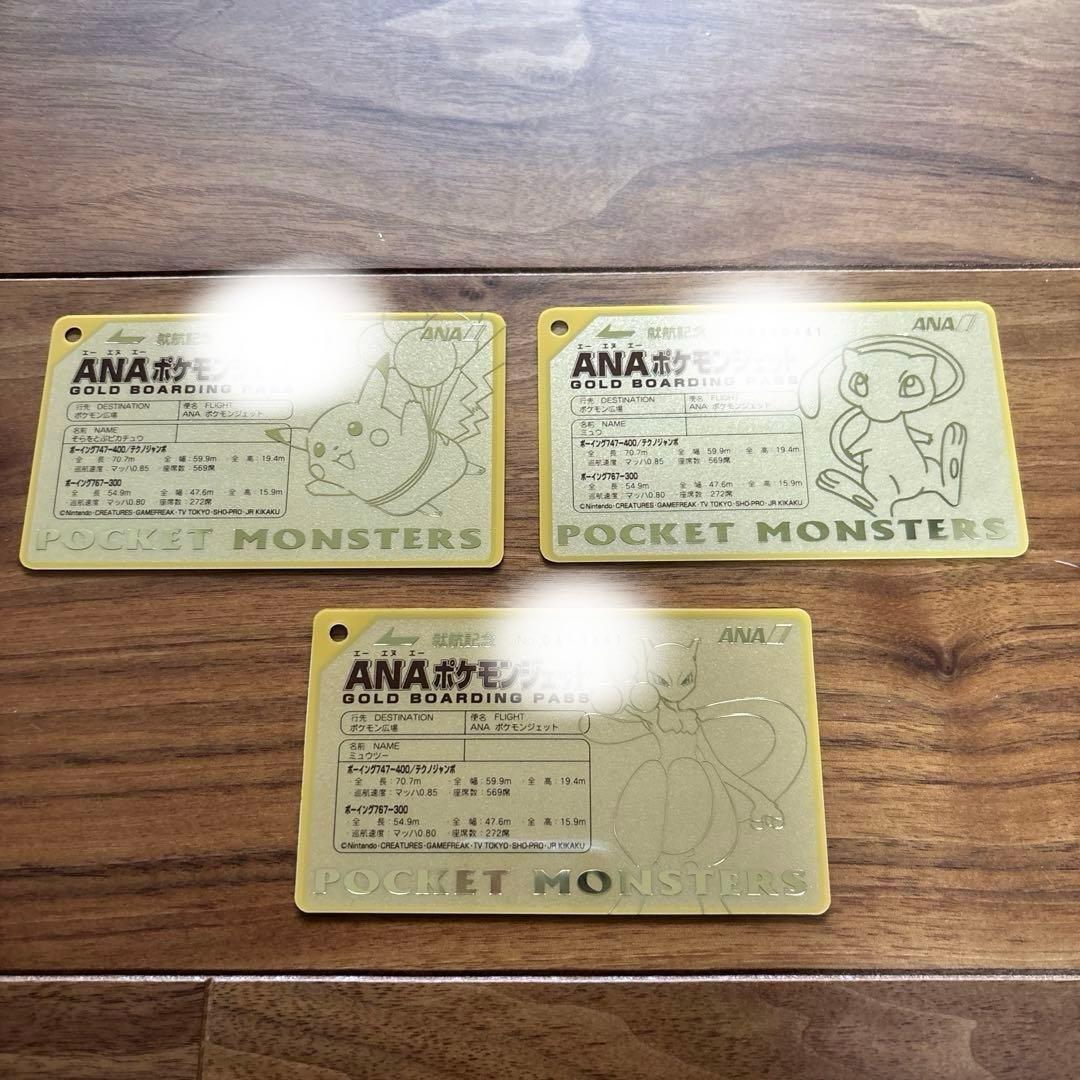 就航記念
ANA
エー エヌ エー
ANAポケモン
GOLD BOARDING PASS
行先 DESTINATION
ポケモン広場
便名 FLIGHT
ANA ポケモンジェット
名前 NAME
そらをとぶピカチュウ
ボーイング747-400/テクノジャンボ
・全 長:70.7m ・全 幅:59.9m ・全 高:19.4m
・巡航速度:マッハ0.85 ・座席数:569席
ボーイング767-300
・全 長:54.9m ・全 幅:47.6m ・全 高:15.9m
・巡航速度:マッハ0.80 ・座席数:272席
©Nintendo・CREATURES・GAMEFREAK・TV TOKYO・SHO-PRO・JR KIKAKU
POCKET MONSTERS
就航記念
ANA
エー エヌ エー
ANAポケモンジェット
GOLD BOARDING PASS
行先 DESTINATION
ポケモン広場
便名 FLIGHT
ANA ポケモンジェット
名前 NAME
ミュウ
ボーイング747-400/テクノジャンボ
・全 長:70.7m ・全 幅:59.9m ・全 高:19.4m
・巡航速度:マッハ0.85 ・座席数:569席
ボーイング767-300
・全 長:54.9m ・全 幅:47.6m ・全 高:15.9m
・巡航速度:マッハ0.80 ・座席数:272席
©Nintendo・CREATURES・GAMEFREAK・TV TOKYO・SHO-PRO・JR KIKAKU
POCKET MONSTERS
就航記念 No.
ANA
エー エヌ エー
ANAポケモンジェット
GOLD BOARDING PASS
行先 DESTINATION
ポケモン広場
便名 FLIGHT
ANA ポケモンジェット
名前 NAME
ミュウツー
ボーイング747-400/テクノジャンボ
・全 長:70.7m ・全 幅:59.9m ・全 高:19.4m
・巡航速度:マッハ0.85 ・座席数:569席
ボーイング767-300
・全 長:54.9m ・全 幅:47.6m ・全 高:15.9m
・巡航速度:マッハ0.80 ・座席数:272席
©Nintendo・CREATURES・GAMEFREAK・TV TOKYO・SHO-PRO・JR KIKAKU
POCKET MONSTERS